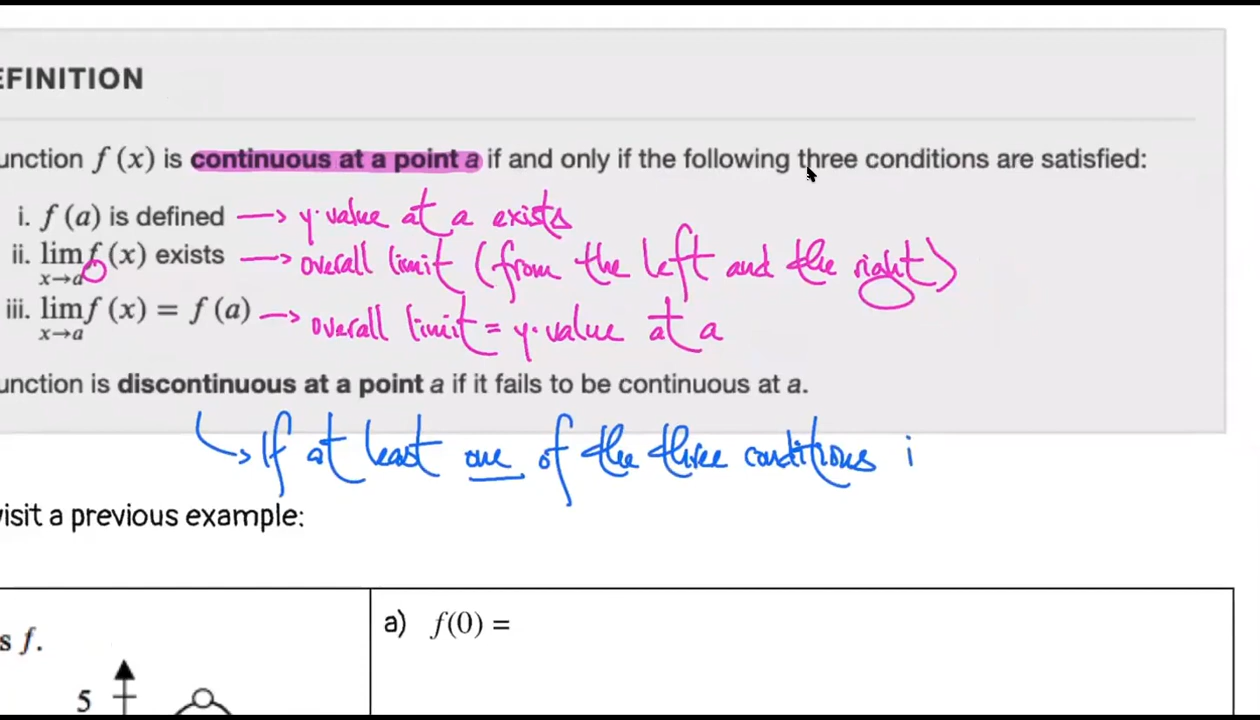 EFINITION
unction f (x) is continuous at a point a if and only if the following three conditions are satisfied:
i. f (a) is defined —> y-value at a exists
ii. lim f (x) exists —> overall limit (from the left and the right)
x→a
iii. lim f (x) = f (a) —> overall limit = y-value at a
x→a
unction is discontinuous at a point a if it fails to be continuous at a.
↳ If at least one of the three conditions i
visit a previous example:
a) f(0) =
s f.
5